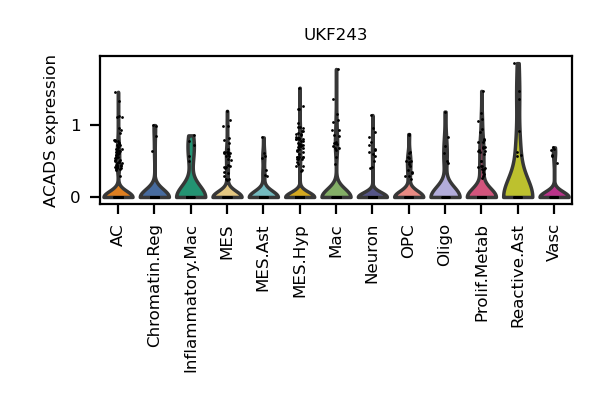 UKF243
ACADS expression
1
0
AC
Chromatin.Reg
Inflammatory.Mac
MES
MES.Ast
MES.Hyp
Mac
Neuron
OPC
Oligo
Prolif.Metab
Reactive.Ast
Vasc